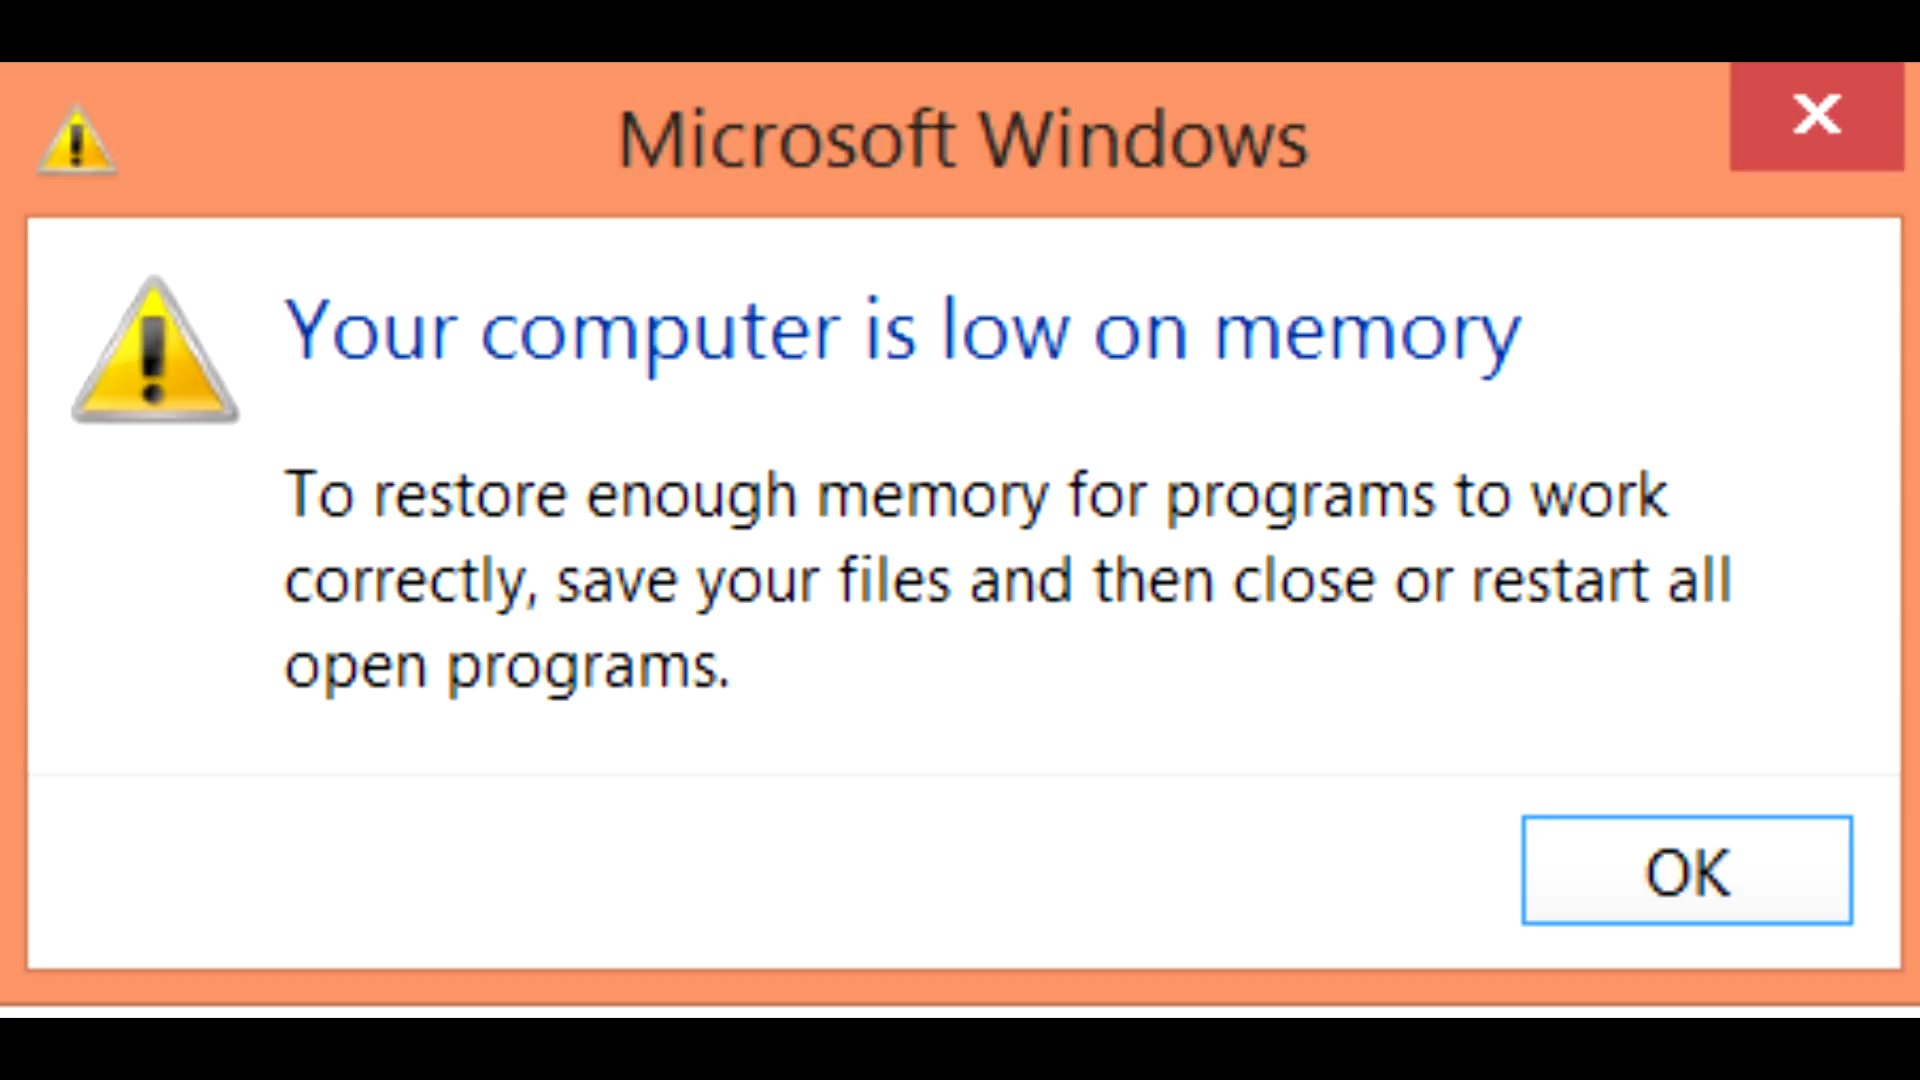 Microsoft Windows
Your computer is low on memory
To restore enough memory for programs to work
correctly, save your files and then close or restart all
open programs.
OK